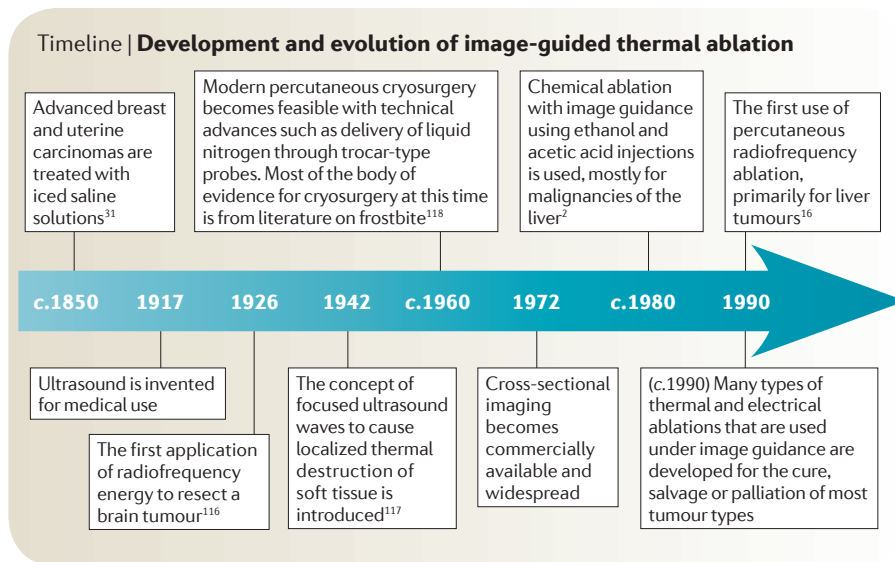 Timeline | Development and evolution of image-guided thermal ablation
Advanced breast
and uterine
carcinomas are
treated with
iced saline
solutions31
Modern percutaneous cryosurgery
becomes feasible with technical
advances such as delivery of liquid
nitrogen through trocar-type
probes. Most of the body of
evidence for cryosurgery at this time
is from literature on frostbite118
Chemical ablation
with image guidance
using ethanol and
acetic acid injections
is used, mostly for
malignancies of the
liver2
The first use of
percutaneous
radiofrequency
ablation,
primarily for liver
tumours16
c.1850 1917 1926 1942 c.1960 1972 c.1980 1990
Ultrasound is invented
for medical use
The first application
of radiofrequency
energy to resect a
brain tumour116
The concept of
focused ultrasound
waves to cause
localized thermal
destruction of
soft tissue is
introduced117
Cross-sectional
imaging
becomes
commercially
available and
widespread
(c.1990) Many types of
thermal and electrical
ablations that are used
under image guidance are
developed for the cure,
salvage or palliation of most
tumour types